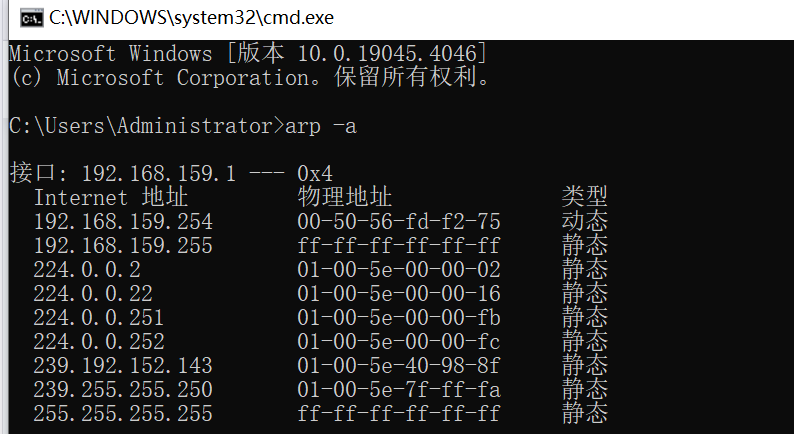 C:\WINDOWS\system32\cmd.exe
Microsoft Windows [版本 10.0.19045.4046]
(c) Microsoft Corporation。保留所有权利。
C:\Users\Administrator>arp -a
接口: 192.168.159.1 --- 0x4
Internet 地址 物理地址 类型
192.168.159.254 00-50-56-fd-f2-75 动态
192.168.159.255 ff-ff-ff-ff-ff-ff 静态
224.0.0.2 01-00-5e-00-00-02 静态
224.0.0.22 01-00-5e-00-00-16 静态
224.0.0.251 01-00-5e-00-00-fb 静态
224.0.0.252 01-00-5e-00-00-fc 静态
239.192.152.143 01-00-5e-40-98-8f 静态
239.255.255.250 01-00-5e-7f-ff-fa 静态
255.255.255.255 ff-ff-ff-ff-ff-ff 静态